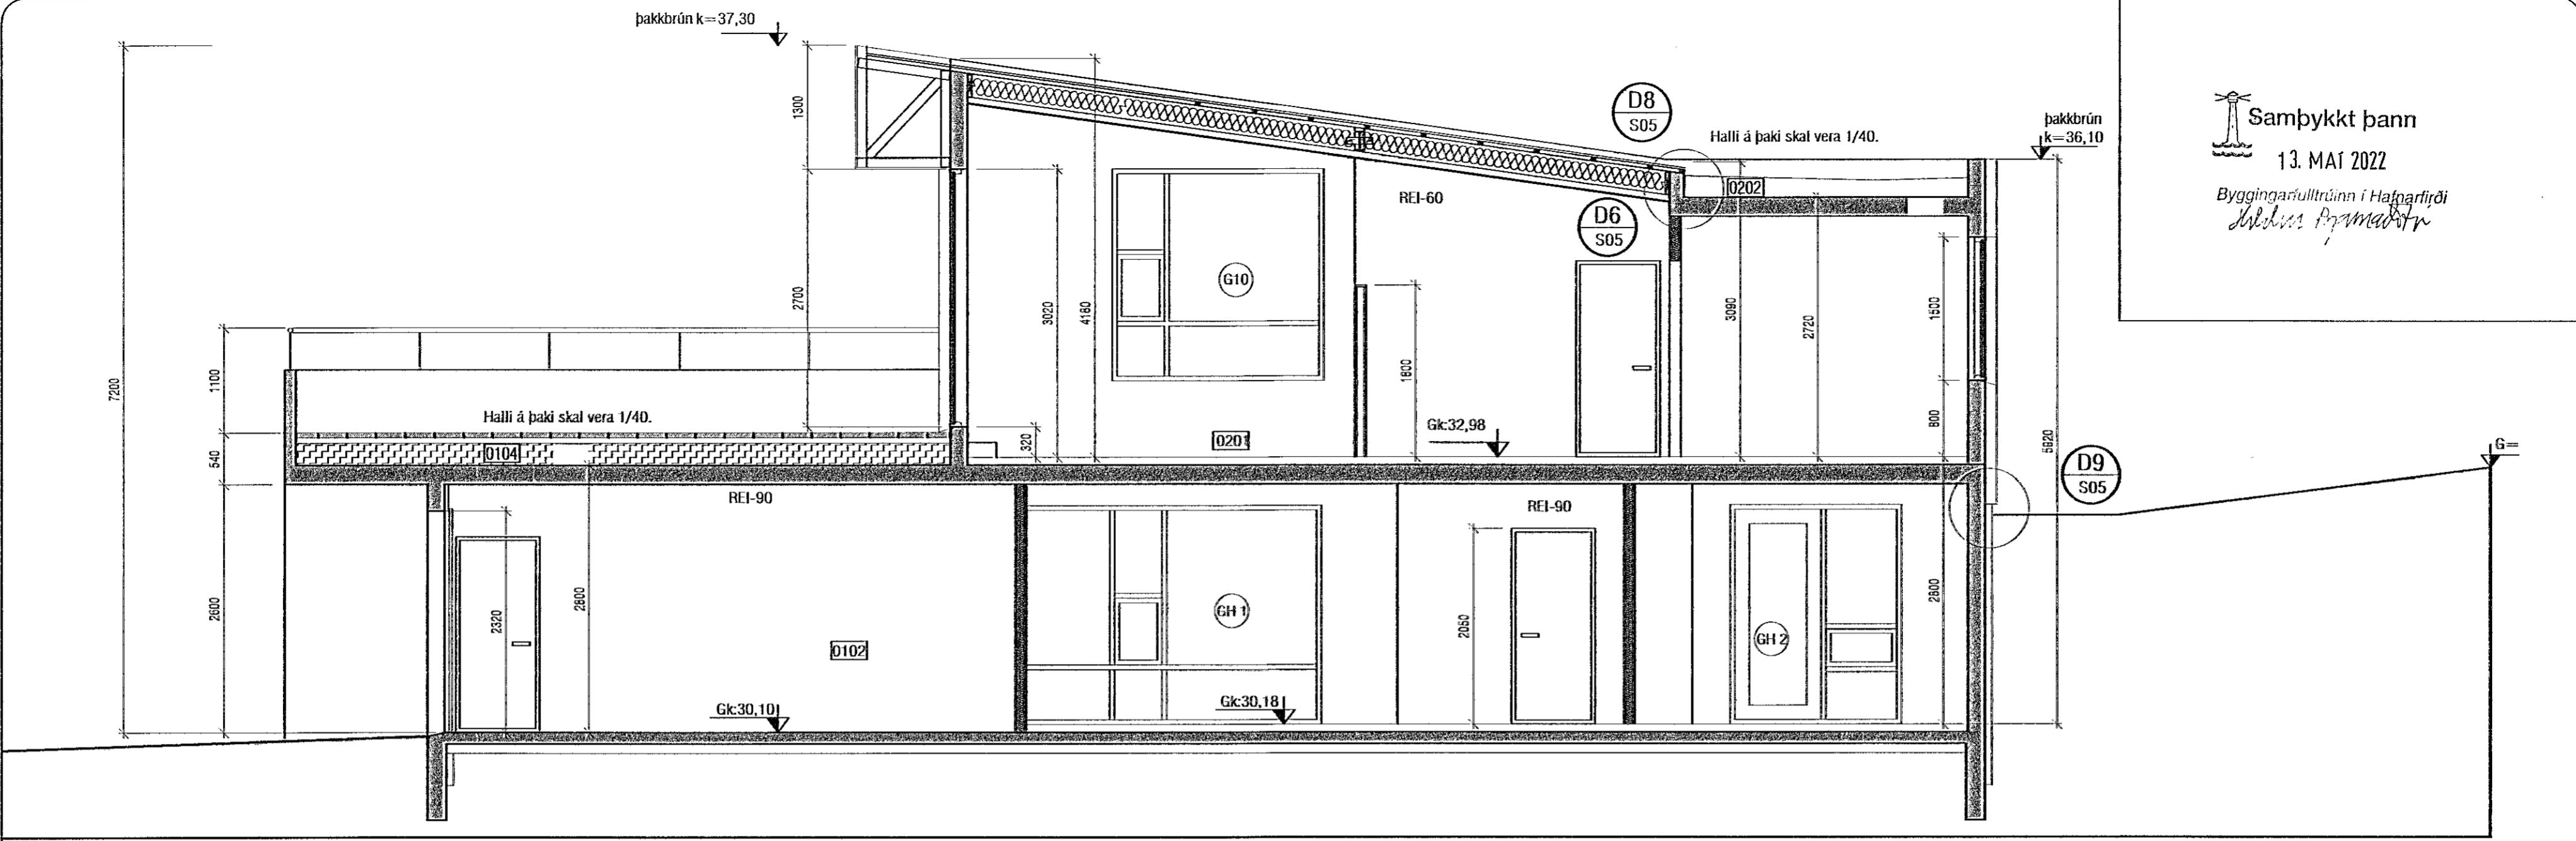 þakkbrún k=37,30
þakkbrún
k=36,10
Samþykkt þann
13. MAÍ 2022
Byggingarfulltrúinn í Hafnarfirði
D8
S05
Halli á þaki skal vera 1/40.
0202
REI-60
D6
S05
G10
1300
2700
3020
4180
7200
1100
540
2600
Halli á þaki skal vera 1/40.
0104
320
0201
1800
Gk:32,98
3090
2720
1500
800
5920
G=
D9
S05
REI-90
REI-90
2320
2800
0102
GH 1
2050
GH 2
2800
Gk:30,10
Gk:30,18